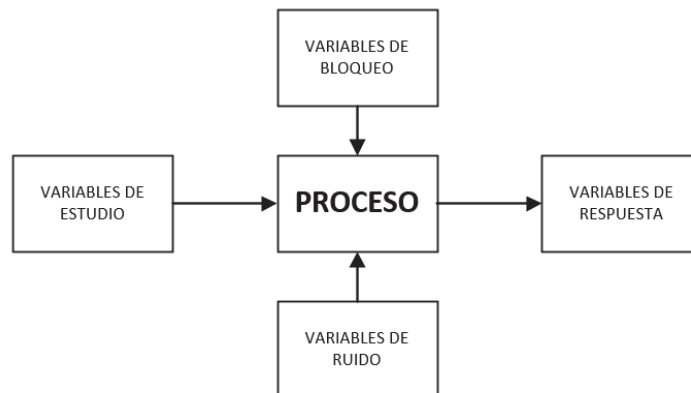 VARIABLES DE
BLOQUEO
VARIABLES DE
ESTUDIO
PROCESO
VARIABLES DE
RESPUESTA
VARIABLES DE
RUIDO